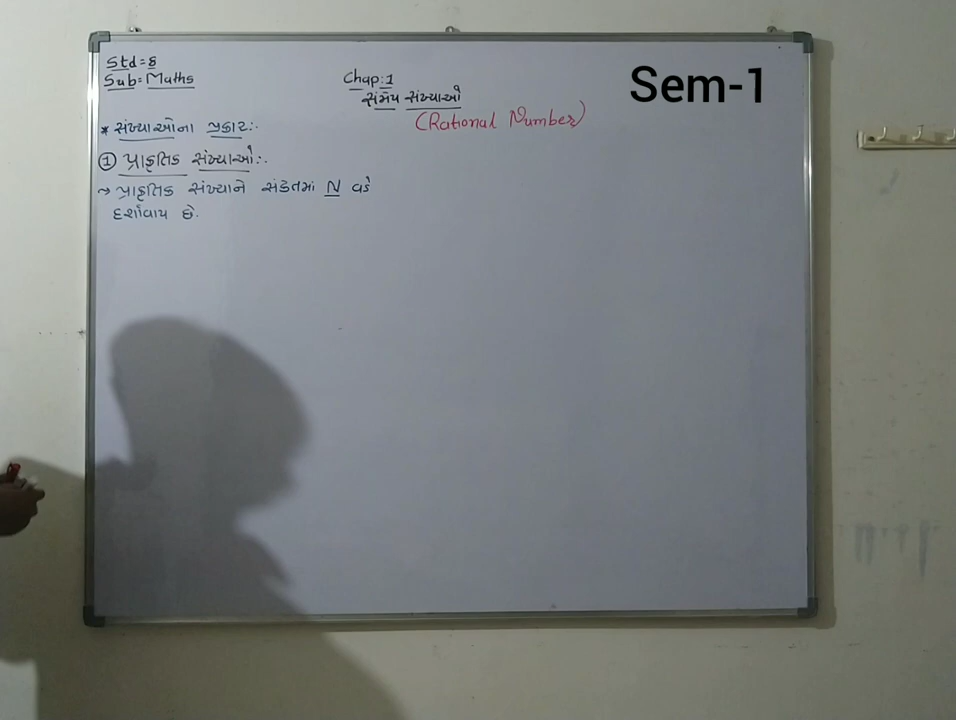 Std = 8
Sub = Maths
Chap:1
સંમેય સંખ્યાઓ
(Rational Number)
Sem-1
* સંખ્યાઓના પ્રકાર:-
① પ્રાકૃતિક સંખ્યાઓ:-
→ પ્રાકૃતિક સંખ્યાને સંકેતમાં N વડે
દર્શાવાય છે.